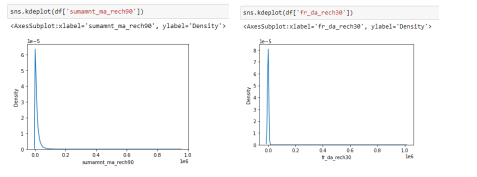 sns.kdeplot(df['sumamnt_ma_rech90'])
<AxesSubplot:xlabel='sumamnt_ma_rech90', ylabel='Density'>
1e-5
6
5
4
3
2
1
0
Density
0.0 0.2 0.4 0.6 0.8 1.0
sumamnt_ma_rech90
1e6
sns.kdeplot(df['fr_da_rech30'])
<AxesSubplot:xlabel='fr_da_rech30', ylabel='Density'>
1e-5
8
7
6
5
4
3
2
1
0
Density
0.0 0.2 0.4 0.6 0.8 1.0
fr_da_rech30
1e6